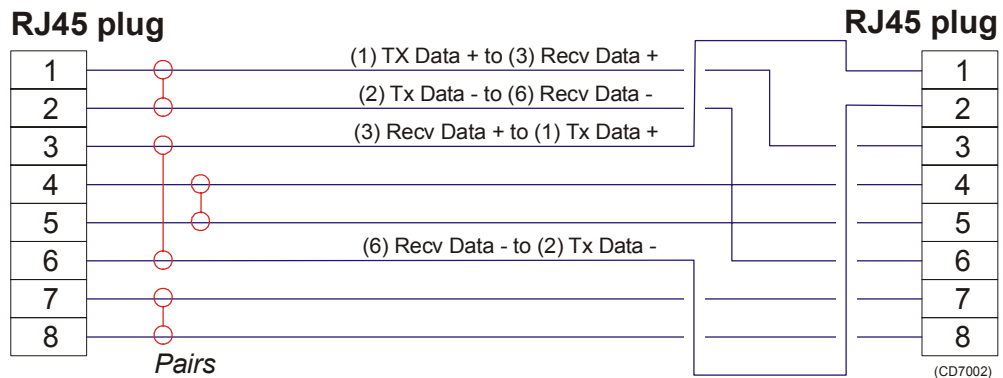 RJ45 plug
RJ45 plug
(1) TX Data + to (3) Recv Data +
(2) Tx Data - to (6) Recv Data -
(3) Recv Data + to (1) Tx Data +
(6) Recv Data - to (2) Tx Data -
1
2
3
4
5
6
7
8
1
2
3
4
5
6
7
8
Pairs
(CD7002)